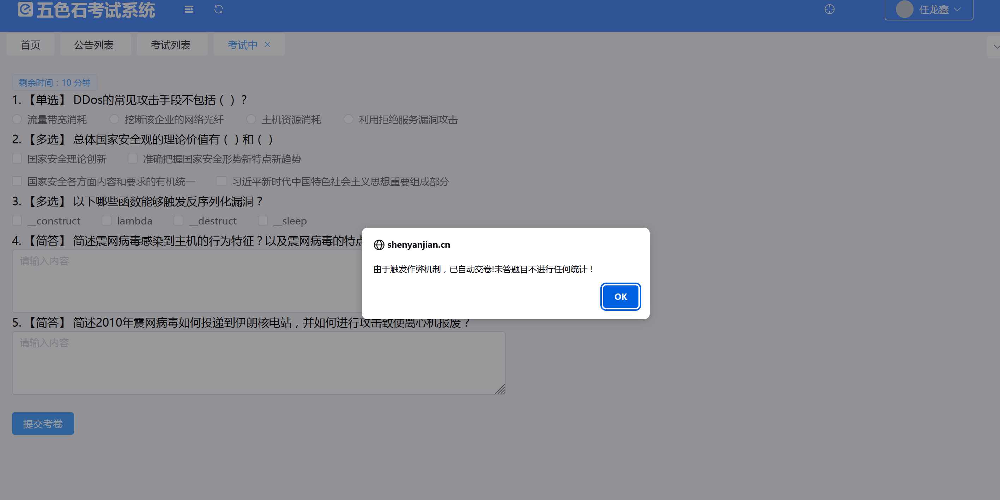 五色石考试系统
任龙鑫
首页 公告列表 考试列表 考试中
剩余时间：10 分钟
1. 【单选】 DDos的常见攻击手段不包括（ ）？
流量带宽消耗 挖断该企业的网络光纤 主机资源消耗 利用拒绝服务漏洞攻击
2. 【多选】 总体国家安全观的理论价值有（ ）和（ ）
国家安全理论创新 准确把握国家安全形势新特点新趋势
国家安全各方面内容和要求的有机统一 习近平新时代中国特色社会主义思想重要组成部分
3. 【多选】 以下哪些函数能够触发反序列化漏洞？
__construct lambda __destruct __sleep
4. 【简答】 简述震网病毒感染到主机的行为特征？以及震网病毒的特点
请输入内容
shenyanjian.cn
由于触发作弊机制，已自动交卷!未答题目不进行任何统计！
OK
5. 【简答】 简述2010年震网病毒如何投递到伊朗核电站，并如何进行攻击致使离心机报废？
请输入内容
提交考卷